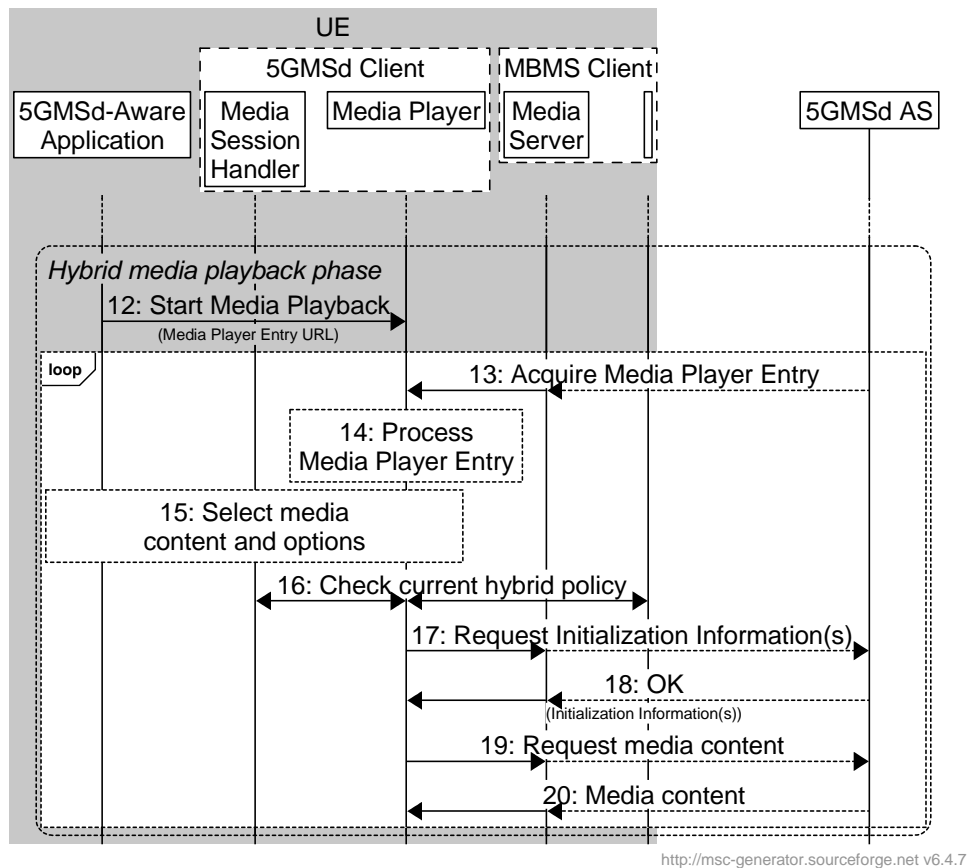 UE
5GMSd Client
MBMS Client
5GMSd-Aware
Application
Media
Session
Handler
Media Player
Media
Server
5GMSd AS
Hybrid media playback phase
12: Start Media Playback
(Media Player Entry URL)
loop
13: Acquire Media Player Entry
14: Process
Media Player Entry
15: Select media
content and options
16: Check current hybrid policy
17: Request Initialization Information(s)
18: OK
(Initialization Information(s))
19: Request media content
20: Media content
http://msc-generator.sourceforge.net v6.4.7